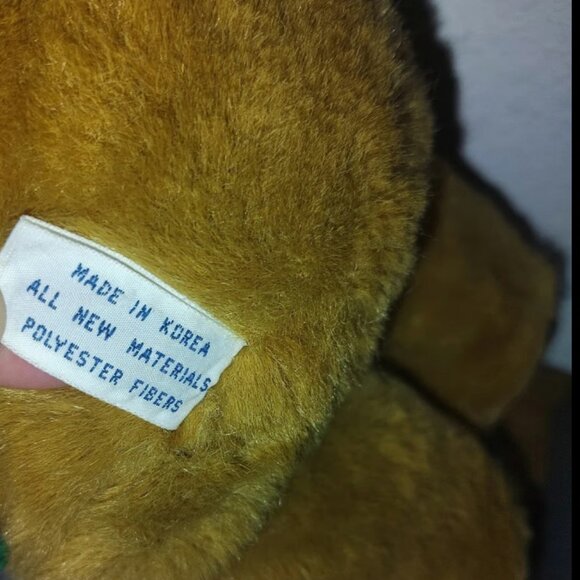 MADE IN KOREA
ALL NEW MATERIALS
POLYESTER FIBERS